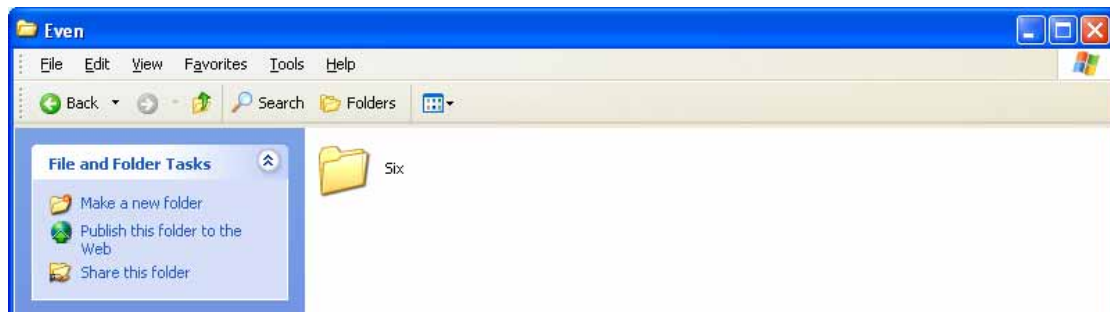 Even
File Edit View Favorites Tools Help
Back Search Folders
File and Folder Tasks
Six
Make a new folder
Publish this folder to the
Web
Share this folder